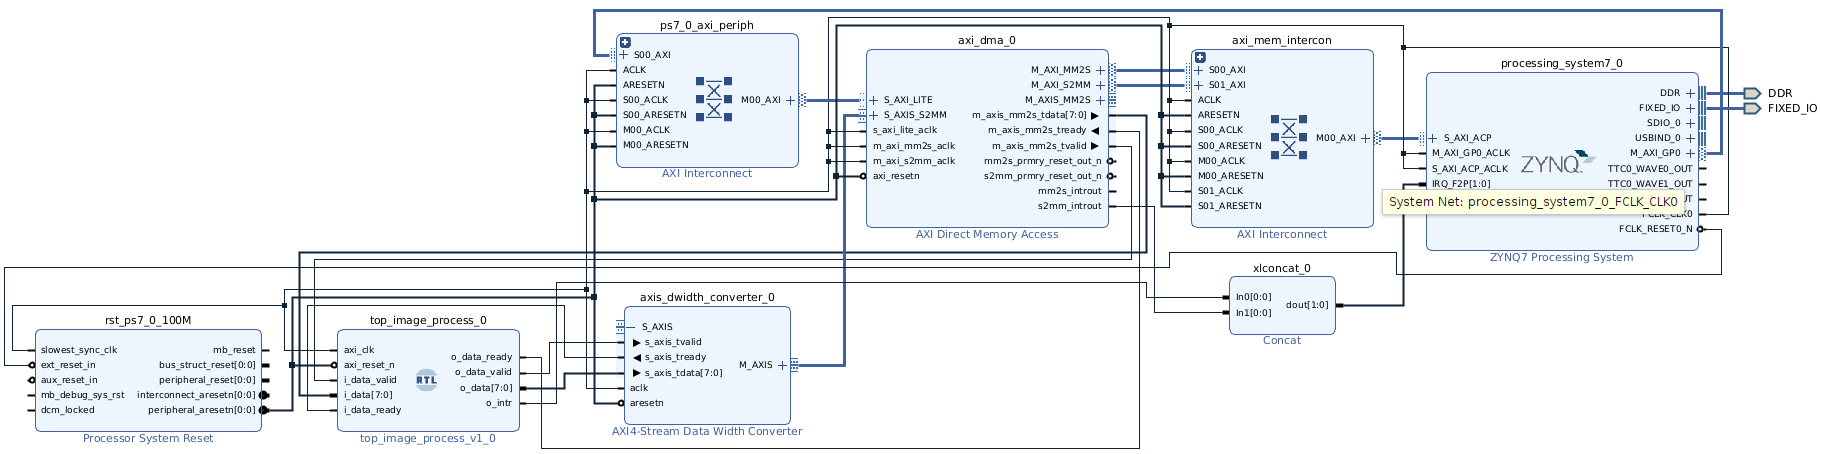 ps7_0_axi_periph
S00_AXI
ACLK
ARESETN
S00_ACLK
S00_ARESETN
M00_ACLK
M00_ARESETN
M00_AXI
AXI Interconnect
axi_dma_0
S_AXI_LITE
S_AXIS_S2MM
s_axi_lite_aclk
m_axi_mm2s_aclk
m_axi_s2mm_aclk
axi_resetn
M_AXI_MM2S
M_AXI_S2MM
M_AXIS_MM2S
m_axis_mm2s_tdata[7:0]
m_axis_mm2s_tready
m_axis_mm2s_tvalid
mm2s_prmry_reset_out_n
s2mm_prmry_reset_out_n
mm2s_introut
s2mm_introut
AXI Direct Memory Access
axi_mem_intercon
S00_AXI
S01_AXI
ACLK
ARESETN
S00_ACLK
S00_ARESETN
M00_ACLK
M00_ARESETN
S01_ACLK
S01_ARESETN
M00_AXI
AXI Interconnect
processing_system7_0
S_AXI_ACP
M_AXI_GP0_ACLK
S_AXI_ACP_ACLK
IRQ_F2P[1:0]
ZYNQ
DDR
FIXED_IO
SDIO_0
USBIND_0
M_AXI_GP0
TTC0_WAVE0_OUT
TTC0_WAVE1_OUT
System Net: processing_system7_0_FCLK_CLK0
FCLK_CLK0
FCLK_RESET0_N
ZYNQ7 Processing System
DDR
FIXED_IO
xlconcat_0
In0[0:0]
In1[0:0]
dout[1:0]
Concat
rst_ps7_0_100M
slowest_sync_clk
ext_reset_in
aux_reset_in
mb_debug_sys_rst
dcm_locked
mb_reset
bus_struct_reset[0:0]
peripheral_reset[0:0]
interconnect_aresetn[0:0]
peripheral_aresetn[0:0]
Processor System Reset
top_image_process_0
axi_clk
axi_reset_n
i_data_valid
i_data[7:0]
i_data_ready
RTL
o_data_ready
o_data_valid
o_data[7:0]
o_intr
top_image_process_v1_0
axis_dwidth_converter_0
S_AXIS
s_axis_tvalid
s_axis_tready
s_axis_tdata[7:0]
aclk
aresetn
M_AXIS
AXI4-Stream Data Width Converter